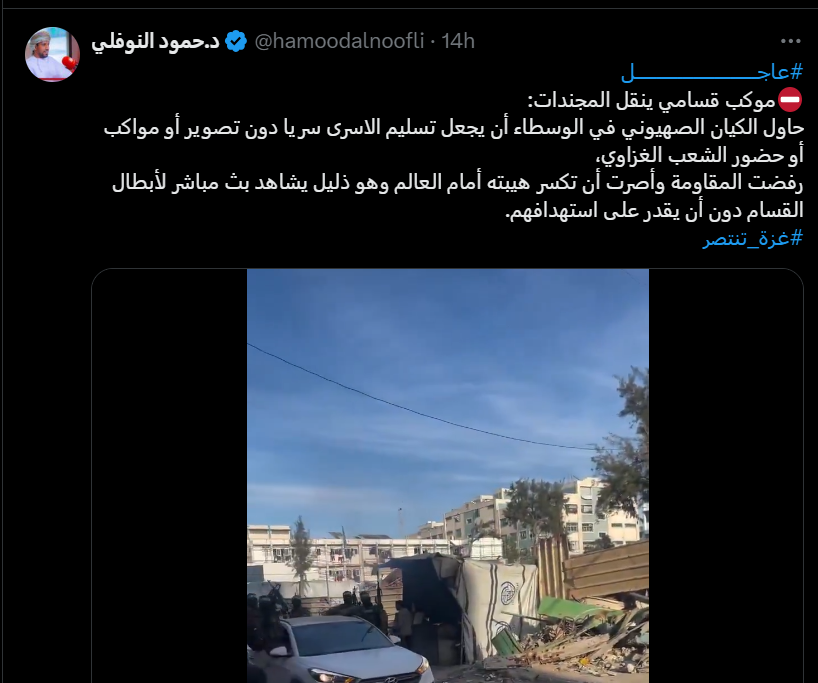 د.حمود النوفلي @hamoodalnoofli · 14h
#عاجــــــــــــــــــل
⛔موكب قسامي ينقل المجندات:
حاول الكيان الصهيوني في الوسطاء أن يجعل تسليم الاسرى سريا دون تصوير أو مواكب
أو حضور الشعب الغزاوي،
رفضت المقاومة وأصرت أن تكسر هيبته أمام العالم وهو ذليل يشاهد بث مباشر لأبطال
القسام دون أن يقدر على استهدافهم.
#غزة_تنتصر